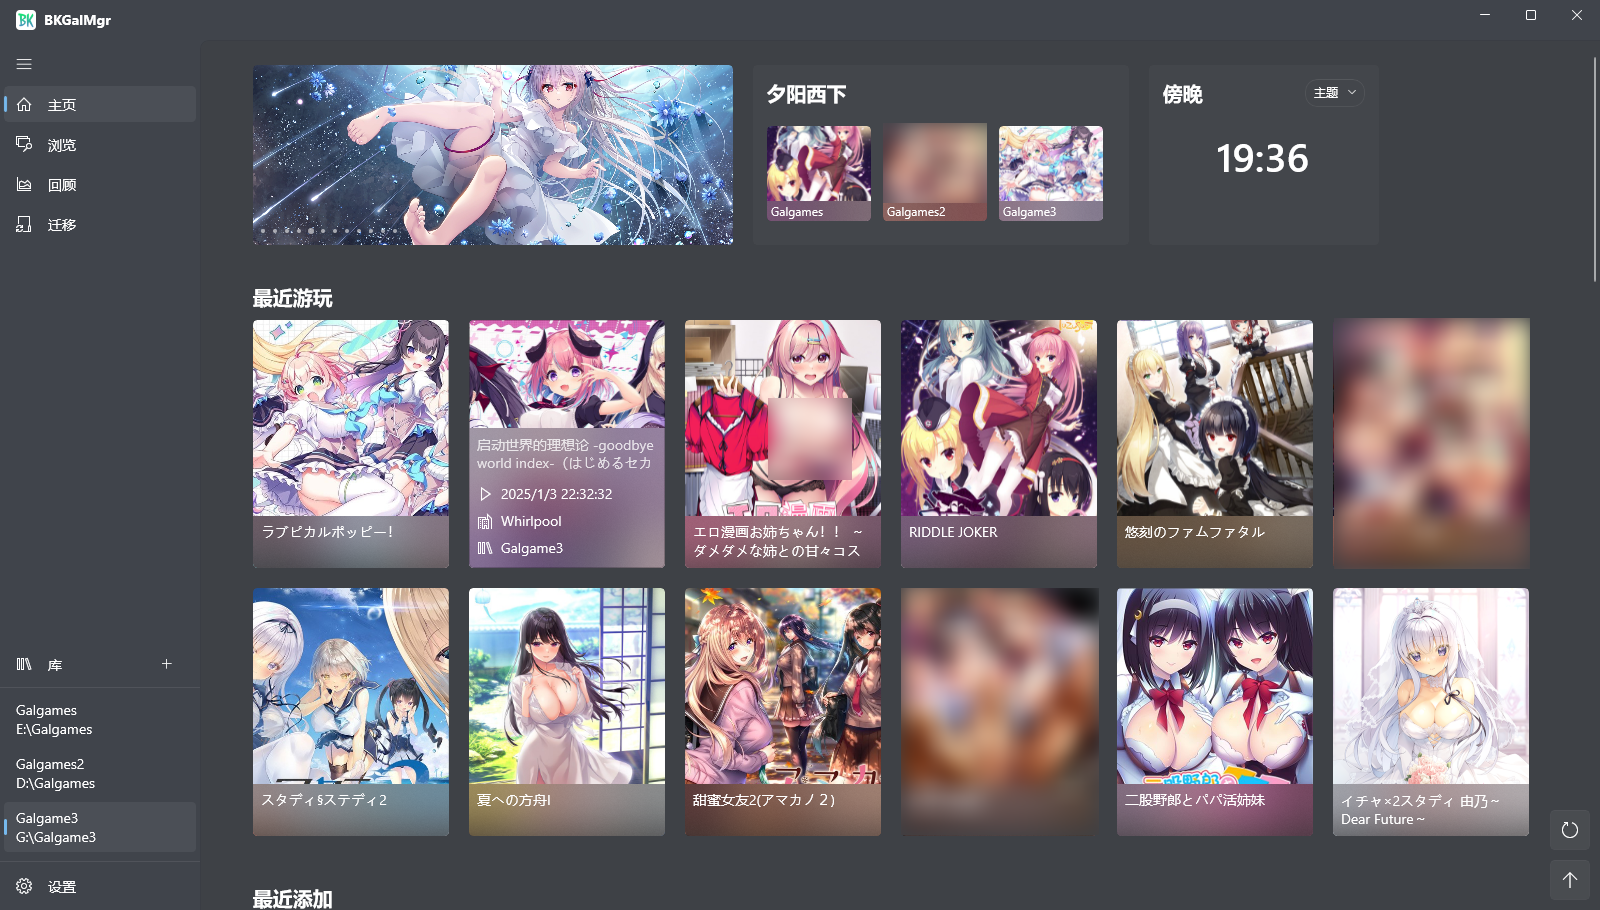 BK BKGalMgr
主页
浏览
回顾
迁移
库
Galgames
E:\Galgames
Galgames2
D:\Galgames
Galgame3
G:\Galgame3
设置
夕阳西下
Galgames
Galgames2
Galgame3
傍晚
主题
19:36
最近游玩
ラブピカルポッピー！
启动世界的理想论 -goodbye
world index-（はじめるセカ
2025/1/3 22:32:32
Whirlpool
Galgame3
エロ漫画お姉ちゃん！！ ～
ダメダメな姉との甘々コス
RIDDLE JOKER
悠刻のファムファタル
スタディ§ステディ2
夏への方舟I
甜蜜女友2(アマカノ２)
二股野郎とパパ活姉妹
イチャ×2スタディ 由乃～
Dear Future～
最近添加